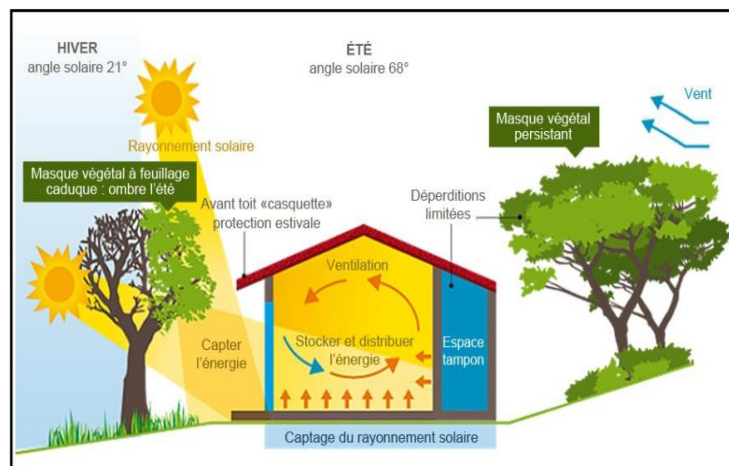 HIVER
angle solaire 21°
ÉTÉ
angle solaire 68°
Vent
Masque végétal
persistant
Rayonnement solaire
Masque végétal à feuillage
caduque : ombre l'été
Avant toit «casquette»
protection estivale
Déperditions
limitées
Ventilation
Capter
l'énergie
Stocker et distribuer
l'énergie
Espace
tampon
Captage du rayonnement solaire